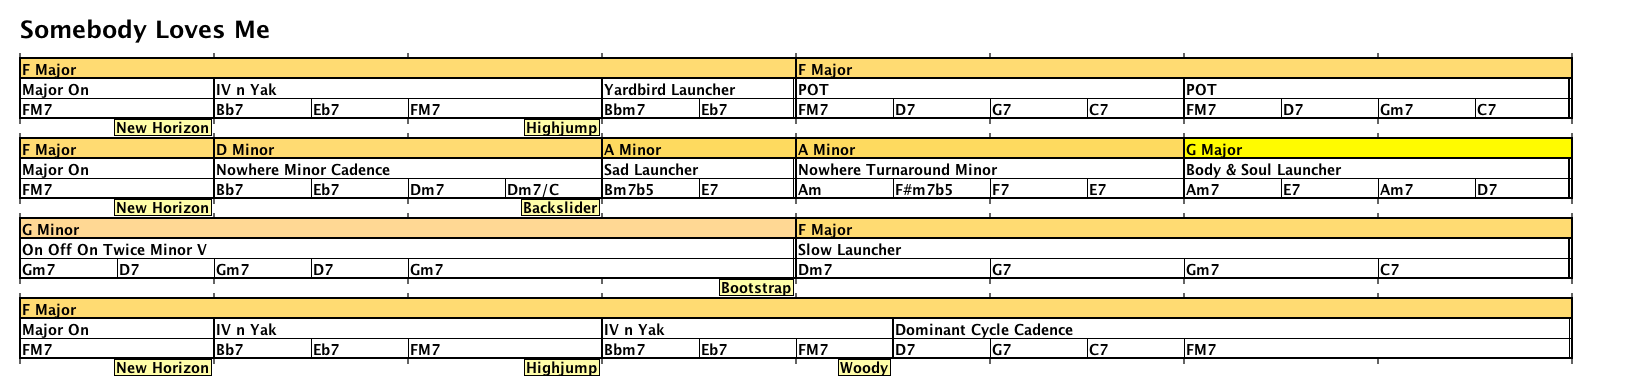 Somebody Loves Me
F Major F Major
Major On IV n Yak Yardbird Launcher POT POT
FM7 Bb7 Eb7 FM7 Bbm7 Eb7 FM7 D7 G7 C7 FM7 D7 Gm7 C7
New Horizon Highjump
F Major D Minor A Minor A Minor G Major
Major On Nowhere Minor Cadence Sad Launcher Nowhere Turnaround Minor Body & Soul Launcher
FM7 Bb7 Eb7 Dm7 Dm7/C Bm7b5 E7 Am F#m7b5 F7 E7 Am7 E7 Am7 D7
New Horizon Backslider
G Minor F Major
On Off On Twice Minor V Slow Launcher
Gm7 D7 Gm7 D7 Gm7 Dm7 G7 Gm7 C7
Bootstrap
F Major
Major On IV n Yak IV n Yak Dominant Cycle Cadence
FM7 Bb7 Eb7 FM7 Bbm7 Eb7 FM7 D7 G7 C7 FM7
New Horizon Highjump Woody